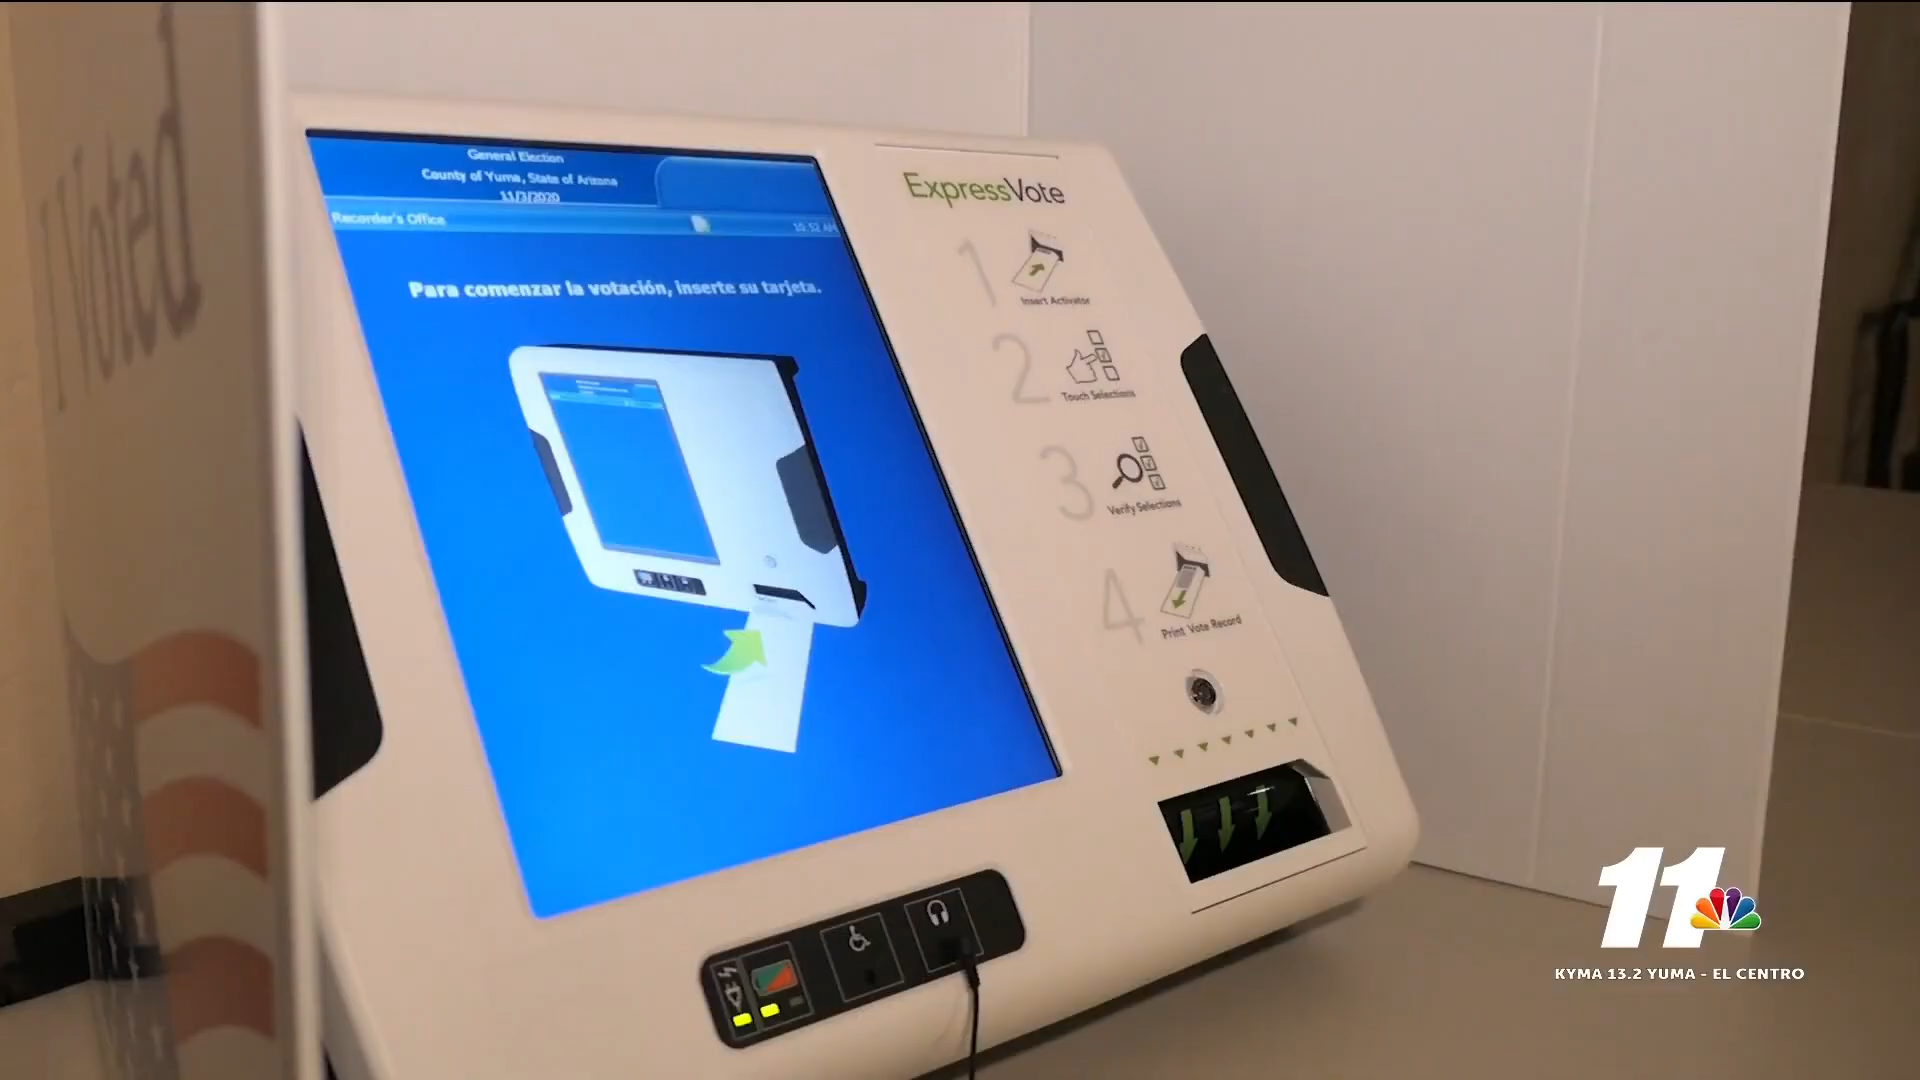 I Voted
General Election
County of Yuma, State of Arizona
11/3/2020
Recorder's Office
10:52 AM
Para comenzar la votación, inserte su tarjeta.
ExpressVote
1
Insert Activator
2
Touch Selections
3
Verify Selections
4
Print Vote Record
11
KYMA 13.2 YUMA - EL CENTRO